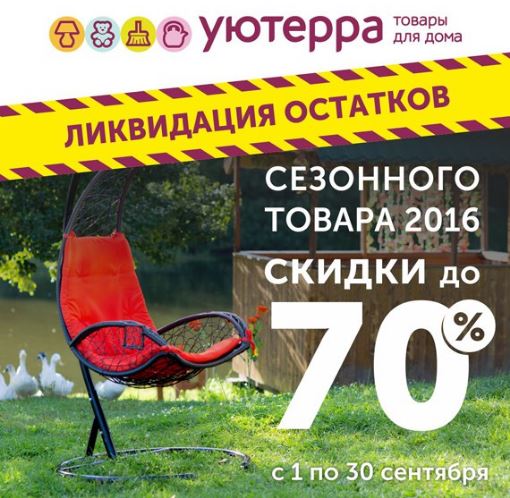 уютерра товары
для дома
ЛИКВИДАЦИЯ ОСТАТКОВ
СЕЗОННОГО
ТОВАРА 2016
СКИДКИ до
70%
с 1 по 30 сентября